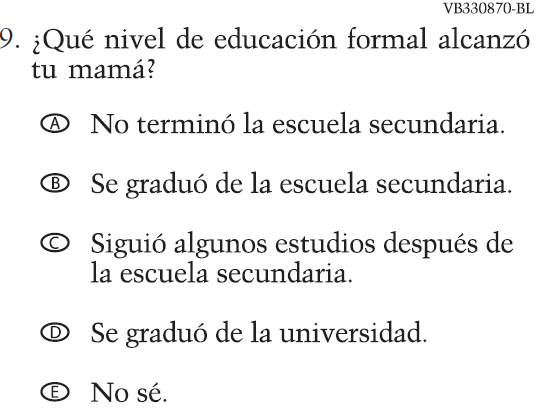 VB330870-BL
9. ¿Qué nivel de educación formal alcanzó
tu mamá?
A No terminó la escuela secundaria.
B Se graduó de la escuela secundaria.
C Siguió algunos estudios después de
la escuela secundaria.
D Se graduó de la universidad.
E No sé.